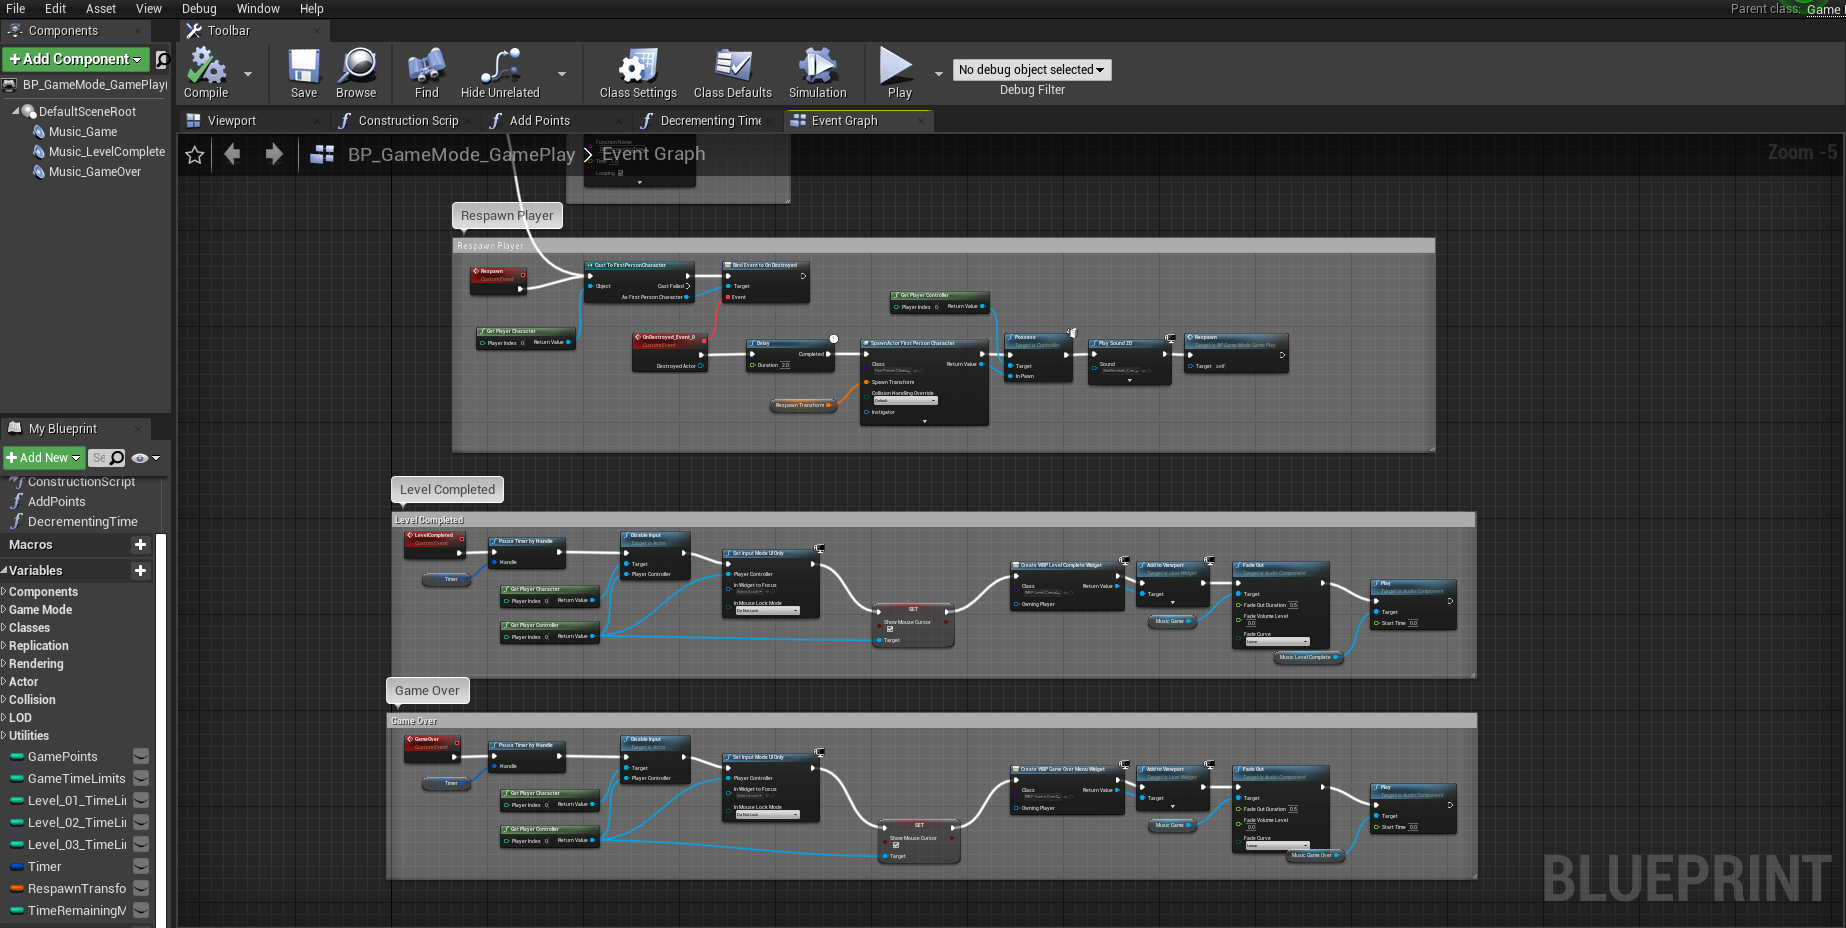 File Edit Asset View Debug Window Help
Parent class: Game
Components
Toolbar
Add Component
BP_GameMode_GamePlay(
DefaultSceneRoot
Music_Game
Music_LevelComplete
Music_GameOver
Compile
Save
Browse
Find
Hide Unrelated
Class Settings
Class Defaults
Simulation
Play
No debug object selected
Debug Filter
Viewport
Construction Scrip
Add Points
Decrementing Time
Event Graph
BP_GameMode_GamePlay > Event Graph
Zoom -5
Function Name
Time
Looping
Respawn Player
Respawn Player
Respawn
Custom Event
Cast To FirstPersonCharacter
Object
Cast Failed
As First Person Character
Bind Event to On Destroyed
Target
Event
Get Player Character
Player Index 0
Return Value
Get Player Controller
Player Index 0
Return Value
OnDestroyed_Event_0
Custom Event
Destroyed Actor
Delay
Completed
Duration 2.0
SpawnActor First Person Character
Class
Return Value
Spawn Transform
Collision Handling Override
Default
Instigator
Respawn Transform
Possess
Target is Controller
Target
In Pawn
Play Sound 2D
Sound
Respawn
Target is BP Game Mode Game Play
Target self
My Blueprint
Add New
Se
ConstructionScript
AddPoints
DecrementingTime
Macros
Variables
Components
Game Mode
Classes
Replication
Rendering
Actor
Collision
LOD
Utilities
GamePoints
GameTimeLimits
Level_01_TimeLi
Level_02_TimeLi
Level_03_TimeLi
Timer
RespawnTransfo
TimeRemainingM
Level Completed
Level Completed
LevelCompleted
Custom Event
Pause Timer by Handle
Handle
Timer
Disable Input
Target is Actor
Target
Player Controller
Get Player Character
Player Index 0
Return Value
Get Player Controller
Player Index 0
Return Value
Set Input Mode UI Only
Player Controller
In Widget to Focus
In Mouse Lock Mode
Do Not Lock
SET
Show Mouse Cursor
Target
Create WBP Level Complete Widget
Class
Return Value
Owning Player
Add to Viewport
Target is User Widget
Target
Music Game
Fade Out
Target is Audio Component
Target
Fade Out Duration 0.5
Fade Volume Level
0.0
Fade Curve
Linear
Music Level Complete
Play
Target is Audio Component
Target
Start Time 0.0
Game Over
Game Over
GameOver
Custom Event
Pause Timer by Handle
Handle
Timer
Disable Input
Target is Actor
Target
Player Controller
Get Player Character
Player Index 0
Return Value
Get Player Controller
Player Index 0
Return Value
Set Input Mode UI Only
Player Controller
In Widget to Focus
In Mouse Lock Mode
Do Not Lock
SET
Show Mouse Cursor
Target
Create WBP Game Over Menu Widget
Class
Return Value
Owning Player
Add to Viewport
Target is User Widget
Target
Music Game
Fade Out
Target is Audio Component
Target
Fade Out Duration 0.5
Fade Volume Level
0.0
Fade Curve
Linear
Music Game Over
Play
Target is Audio Component
Target
Start Time 0.0
BLUEPRINT